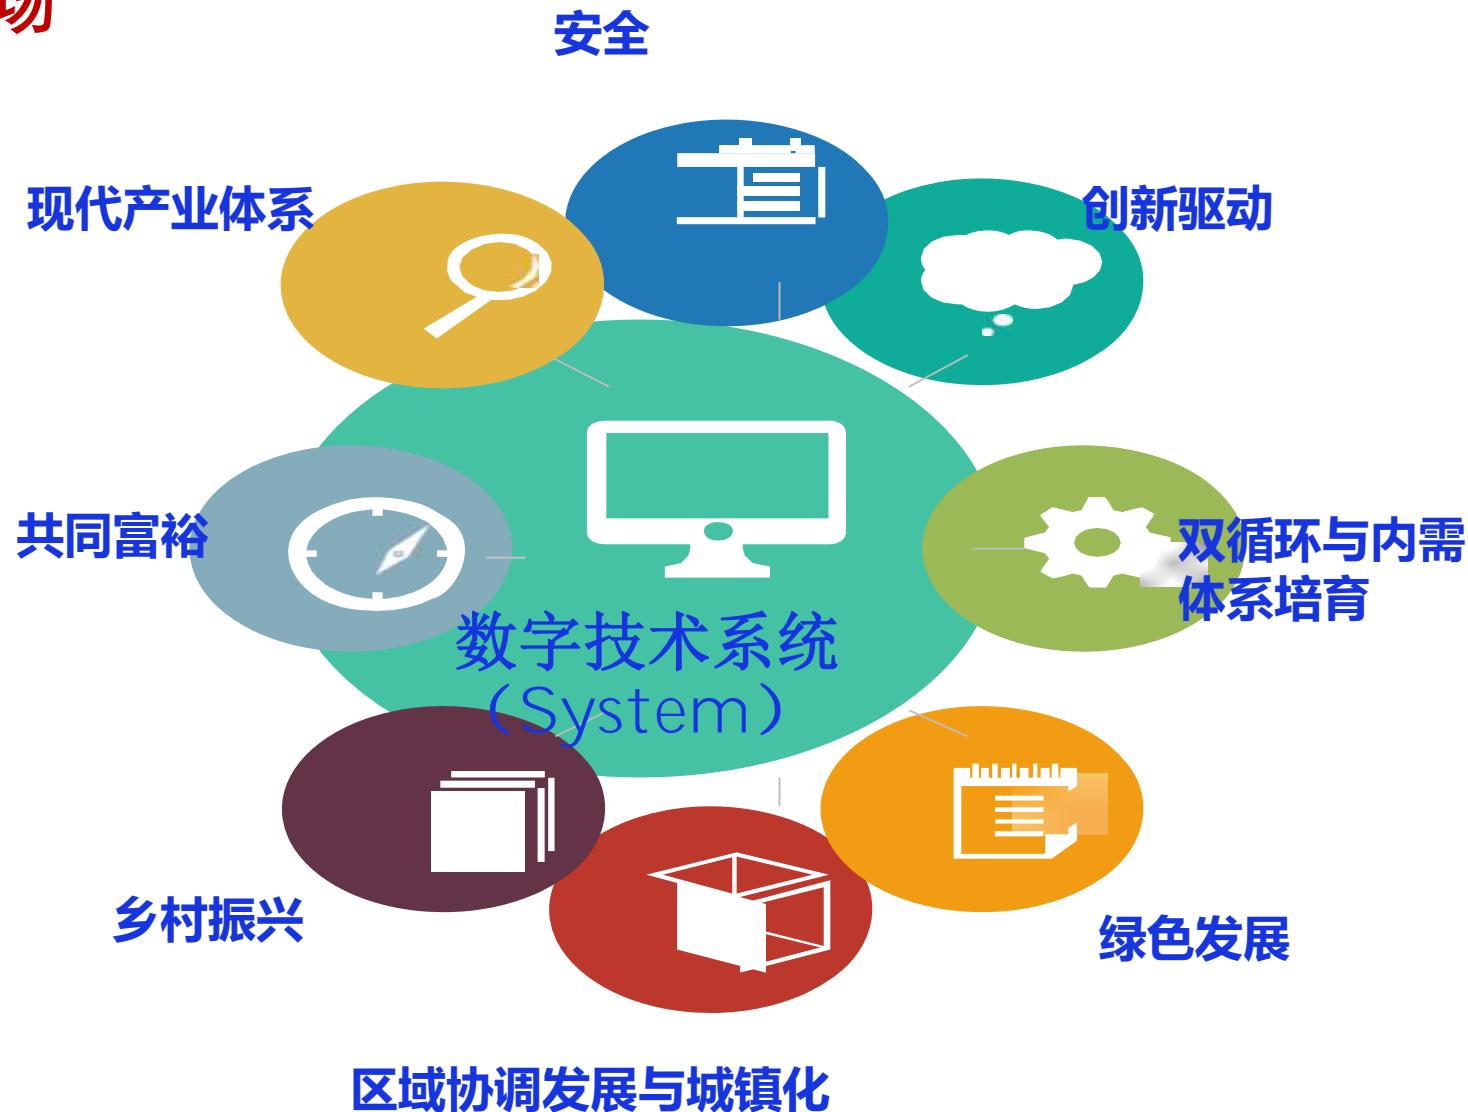 安全
现代产业体系
创新驱动
共同富裕
双循环与内需
体系培育
数字技术系统
（System）
乡村振兴
绿色发展
区域协调发展与城镇化